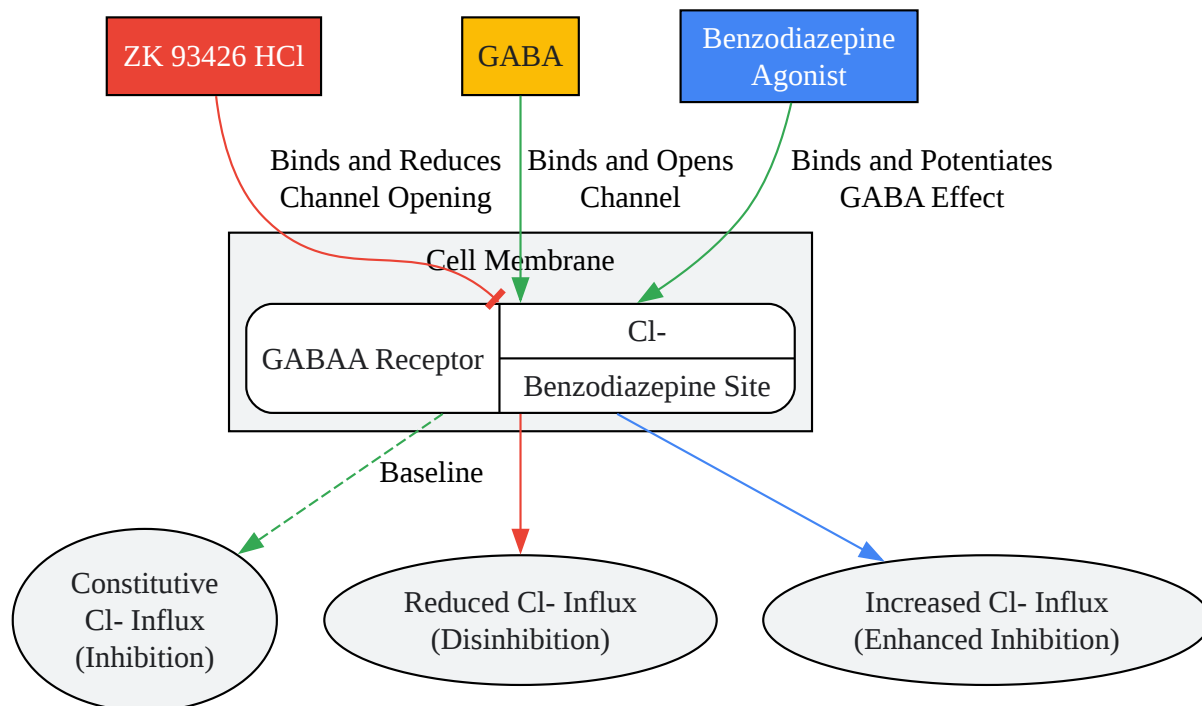 ZK 93426 HCl
GABA
Benzodiazepine
Agonist
Binds and Reduces
Channel Opening
Binds and Opens
Channel
Binds and Potentiates
GABA Effect
Cell Membrane
GABAA Receptor
Cl-
Benzodiazepine Site
Baseline
Constitutive
Cl- Influx
(Inhibition)
Reduced Cl- Influx
(Disinhibition)
Increased Cl- Influx
(Enhanced Inhibition)